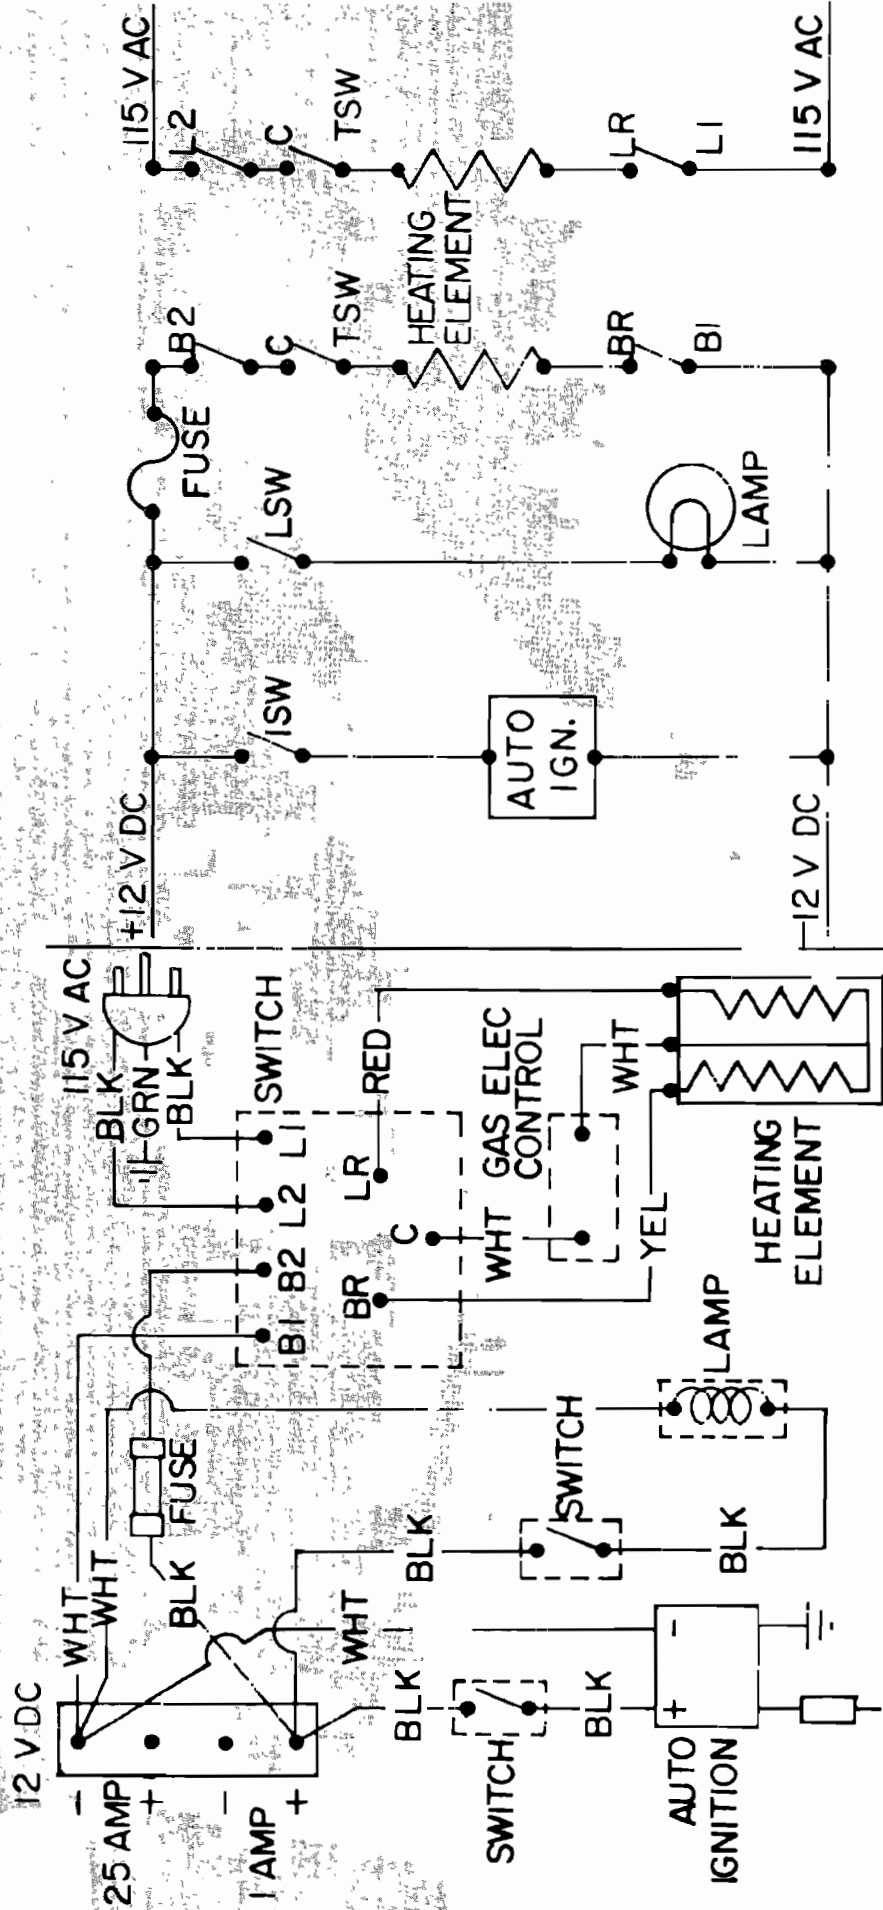 12 V DC
-
25 AMP
+
-
1 AMP
+
WHT
WHT
BLK
FUSE
WHT
BLK
BLK
SWITCH
BLK
SWITCH
BLK
AUTO
IGNITION
+
-
LAMP
115 V AC
BLK
GRN
BLK
SWITCH
B1
B2
L2
L1
BR
LR
C
RED
WHT
GAS ELEC
CONTROL
WHT
YEL
HEATING
ELEMENT
+12 V DC
115 V AC
ISW
LSW
FUSE
B2
C
TSW
L2
C
TSW
AUTO
IGN.
HEATING
ELEMENT
LAMP
BR
B1
LR
L1
-12 V DC
115 V AC